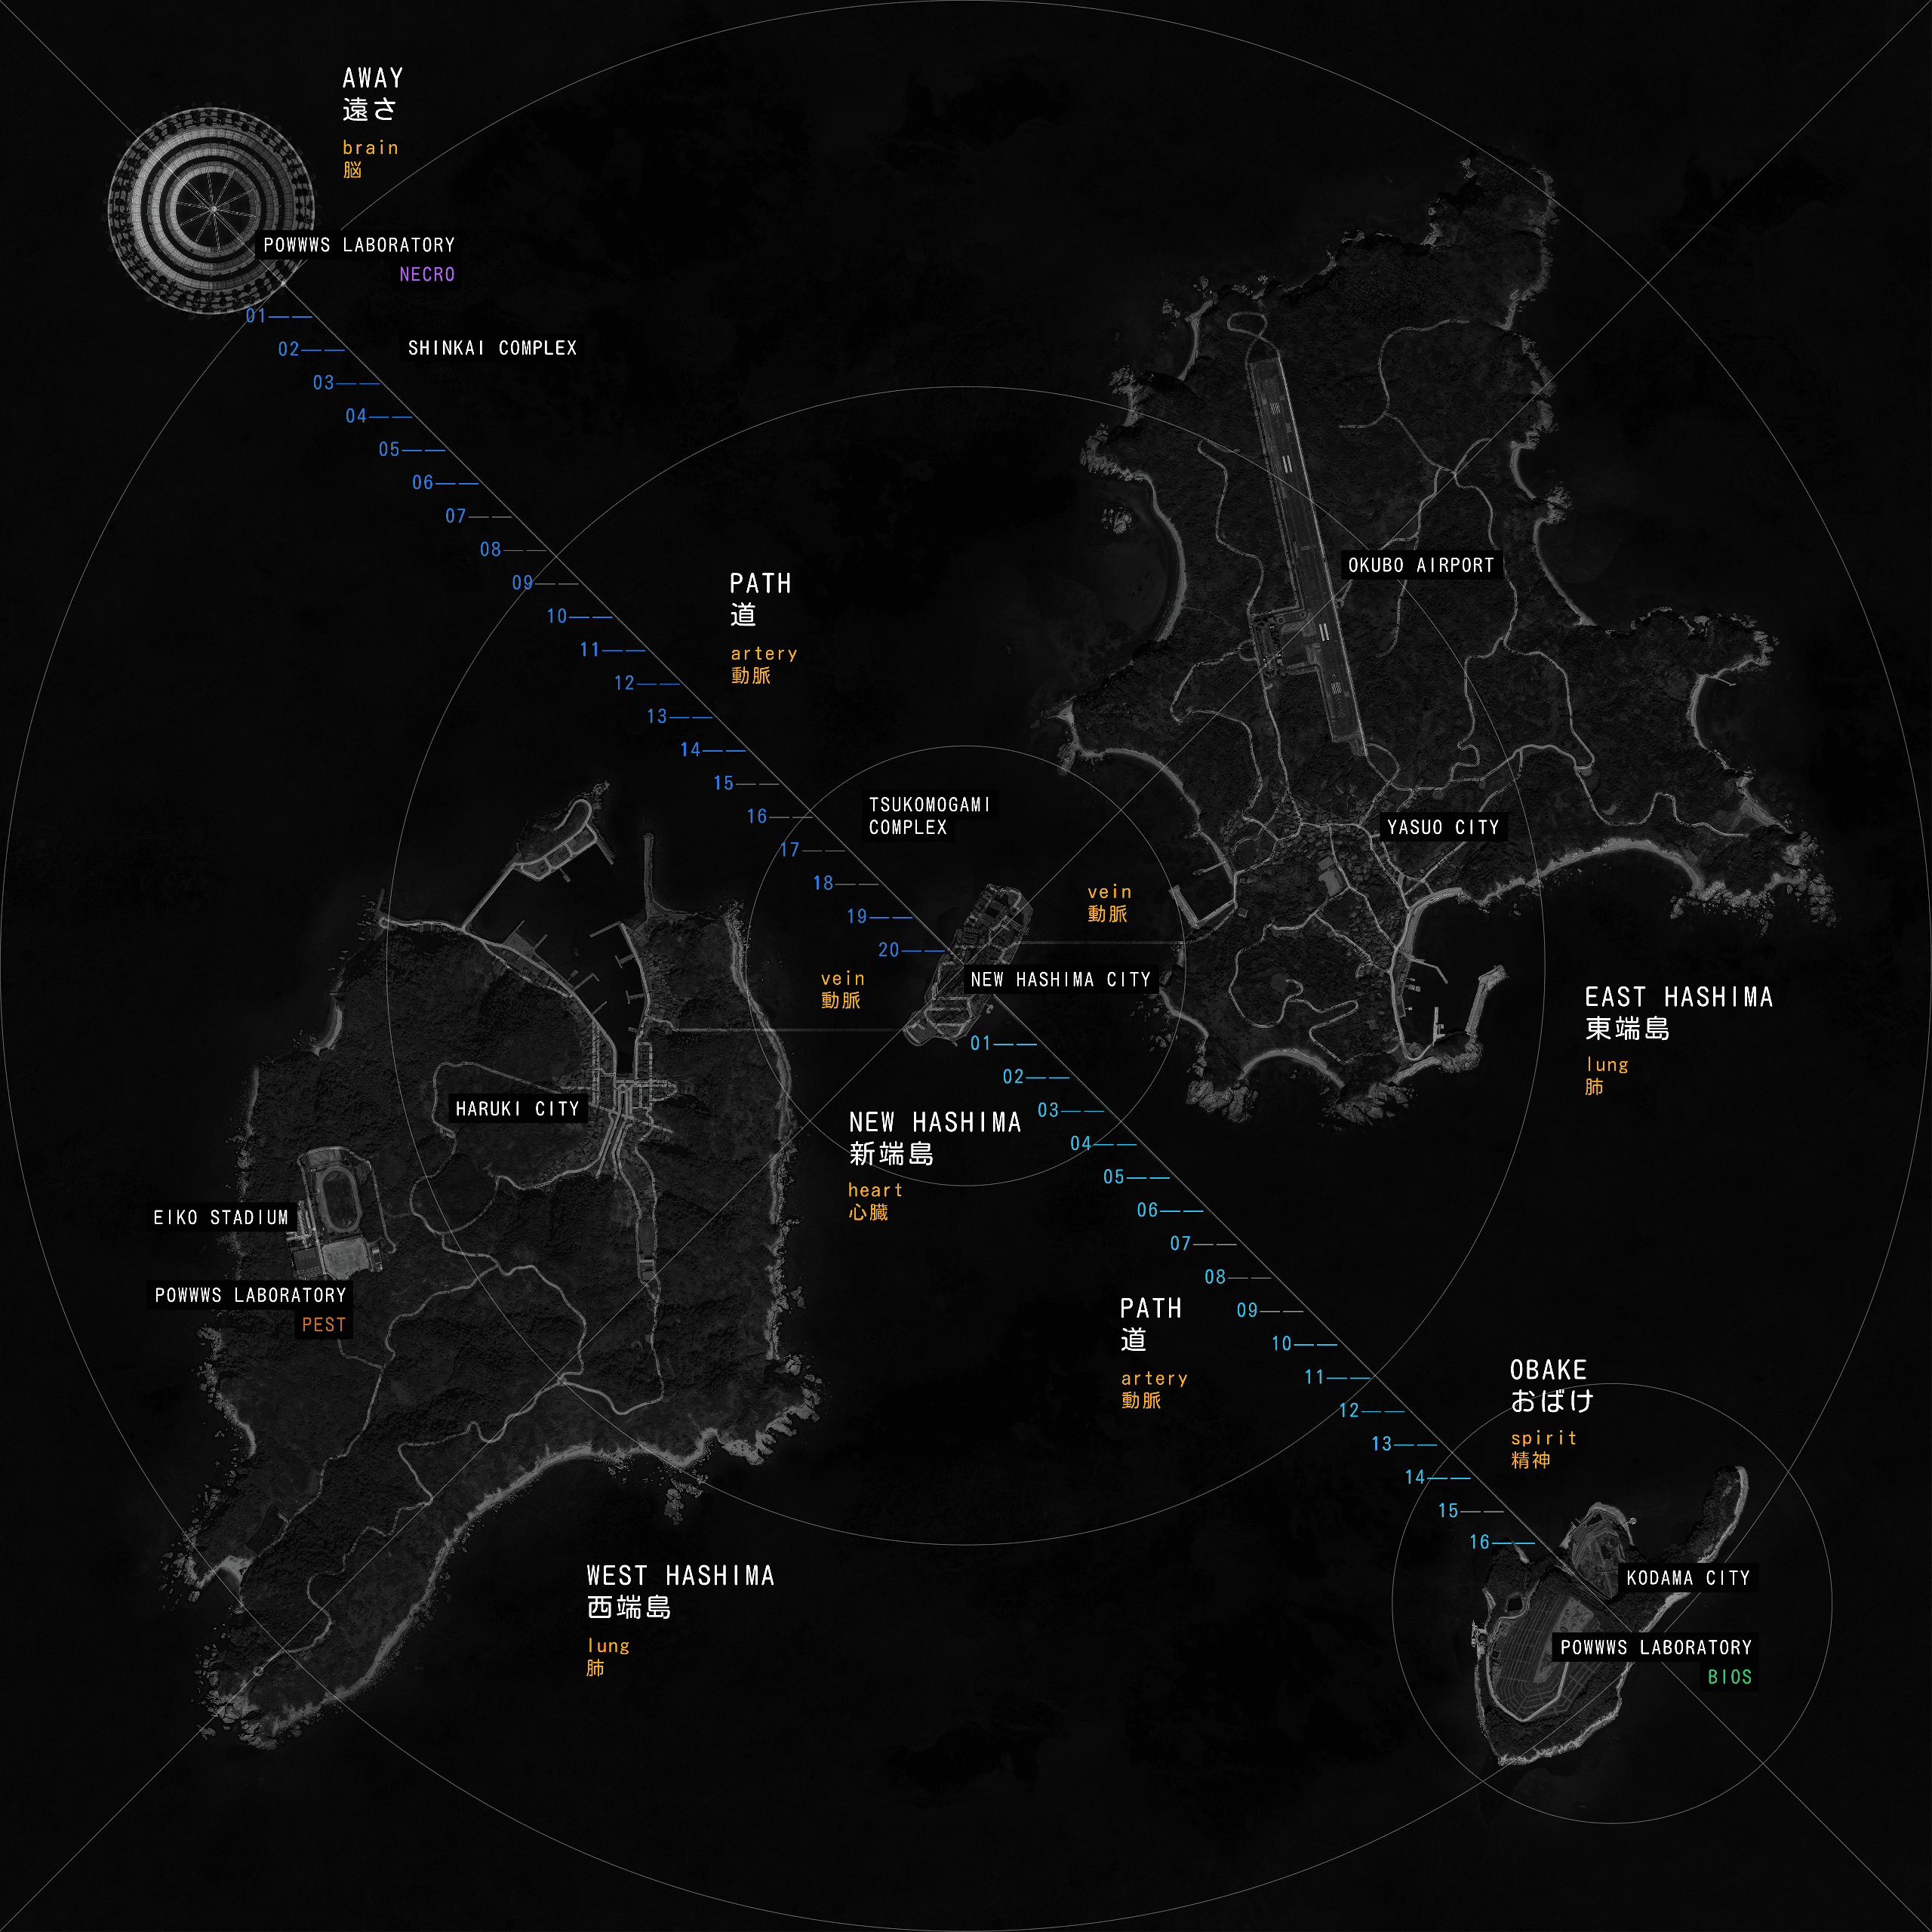 AWAY
遠さ
brain
脳
POWWWS LABORATORY
NECRO
01
02
03
04
05
06
07
08
09
10
11
12
13
14
15
16
17
18
19
20
SHINKAI COMPLEX
PATH
道
artery
動脈
OKUBO AIRPORT
TSUKOMOGAMI
COMPLEX
YASUO CITY
vein
動脈
vein
動脈
NEW HASHIMA CITY
EAST HASHIMA
東端島
lung
肺
HARUKI CITY
NEW HASHIMA
新端島
heart
心臓
01
02
03
04
05
06
07
08
09
10
11
12
13
14
15
16
EIKO STADIUM
POWWWS LABORATORY
PEST
PATH
道
artery
動脈
OBAKE
おばけ
spirit
精神
WEST HASHIMA
西端島
lung
肺
KODAMA CITY
POWWWS LABORATORY
BIOS